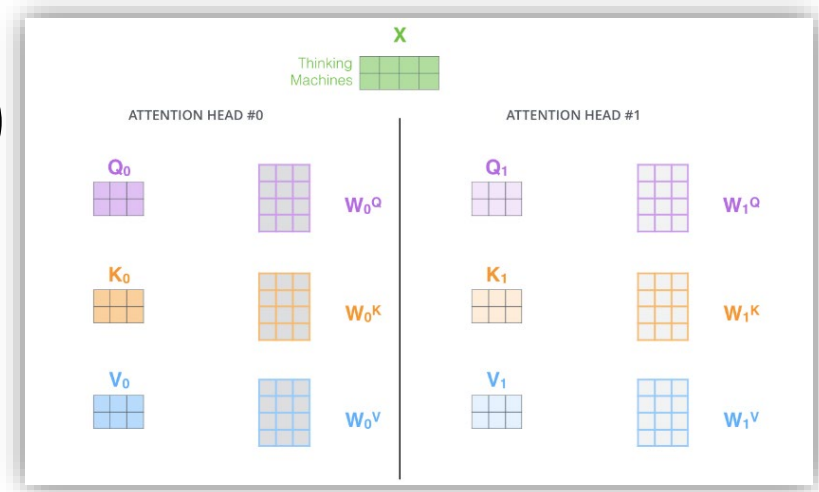 X
Thinking
Machines
ATTENTION HEAD #0
ATTENTION HEAD #1
Q₀
W₀Q
Q₁
W₁Q
K₀
W₀K
K₁
W₁K
V₀
W₀V
V₁
W₁V